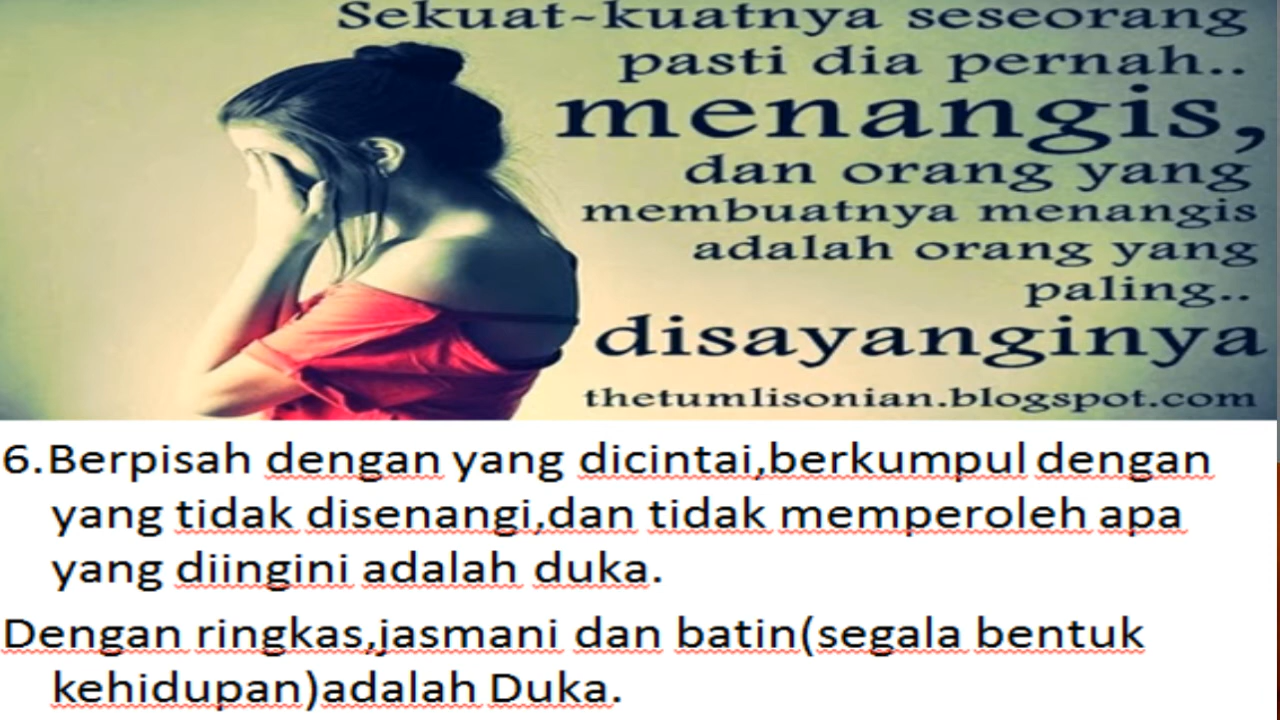 Sekuat~kuatnya seseorang
pasti dia pernah..
menangis,
dan orang yang
membuatnya menangis
adalah orang yang
paling..
disayanginya
thetumlisonian.blogspot.com
6.Berpisah dengan yang dicintai,berkumpul dengan
yang tidak disenangi,dan tidak memperoleh apa
yang diingini adalah duka.
Dengan ringkas,jasmani dan batin(segala bentuk
kehidupan)adalah Duka.